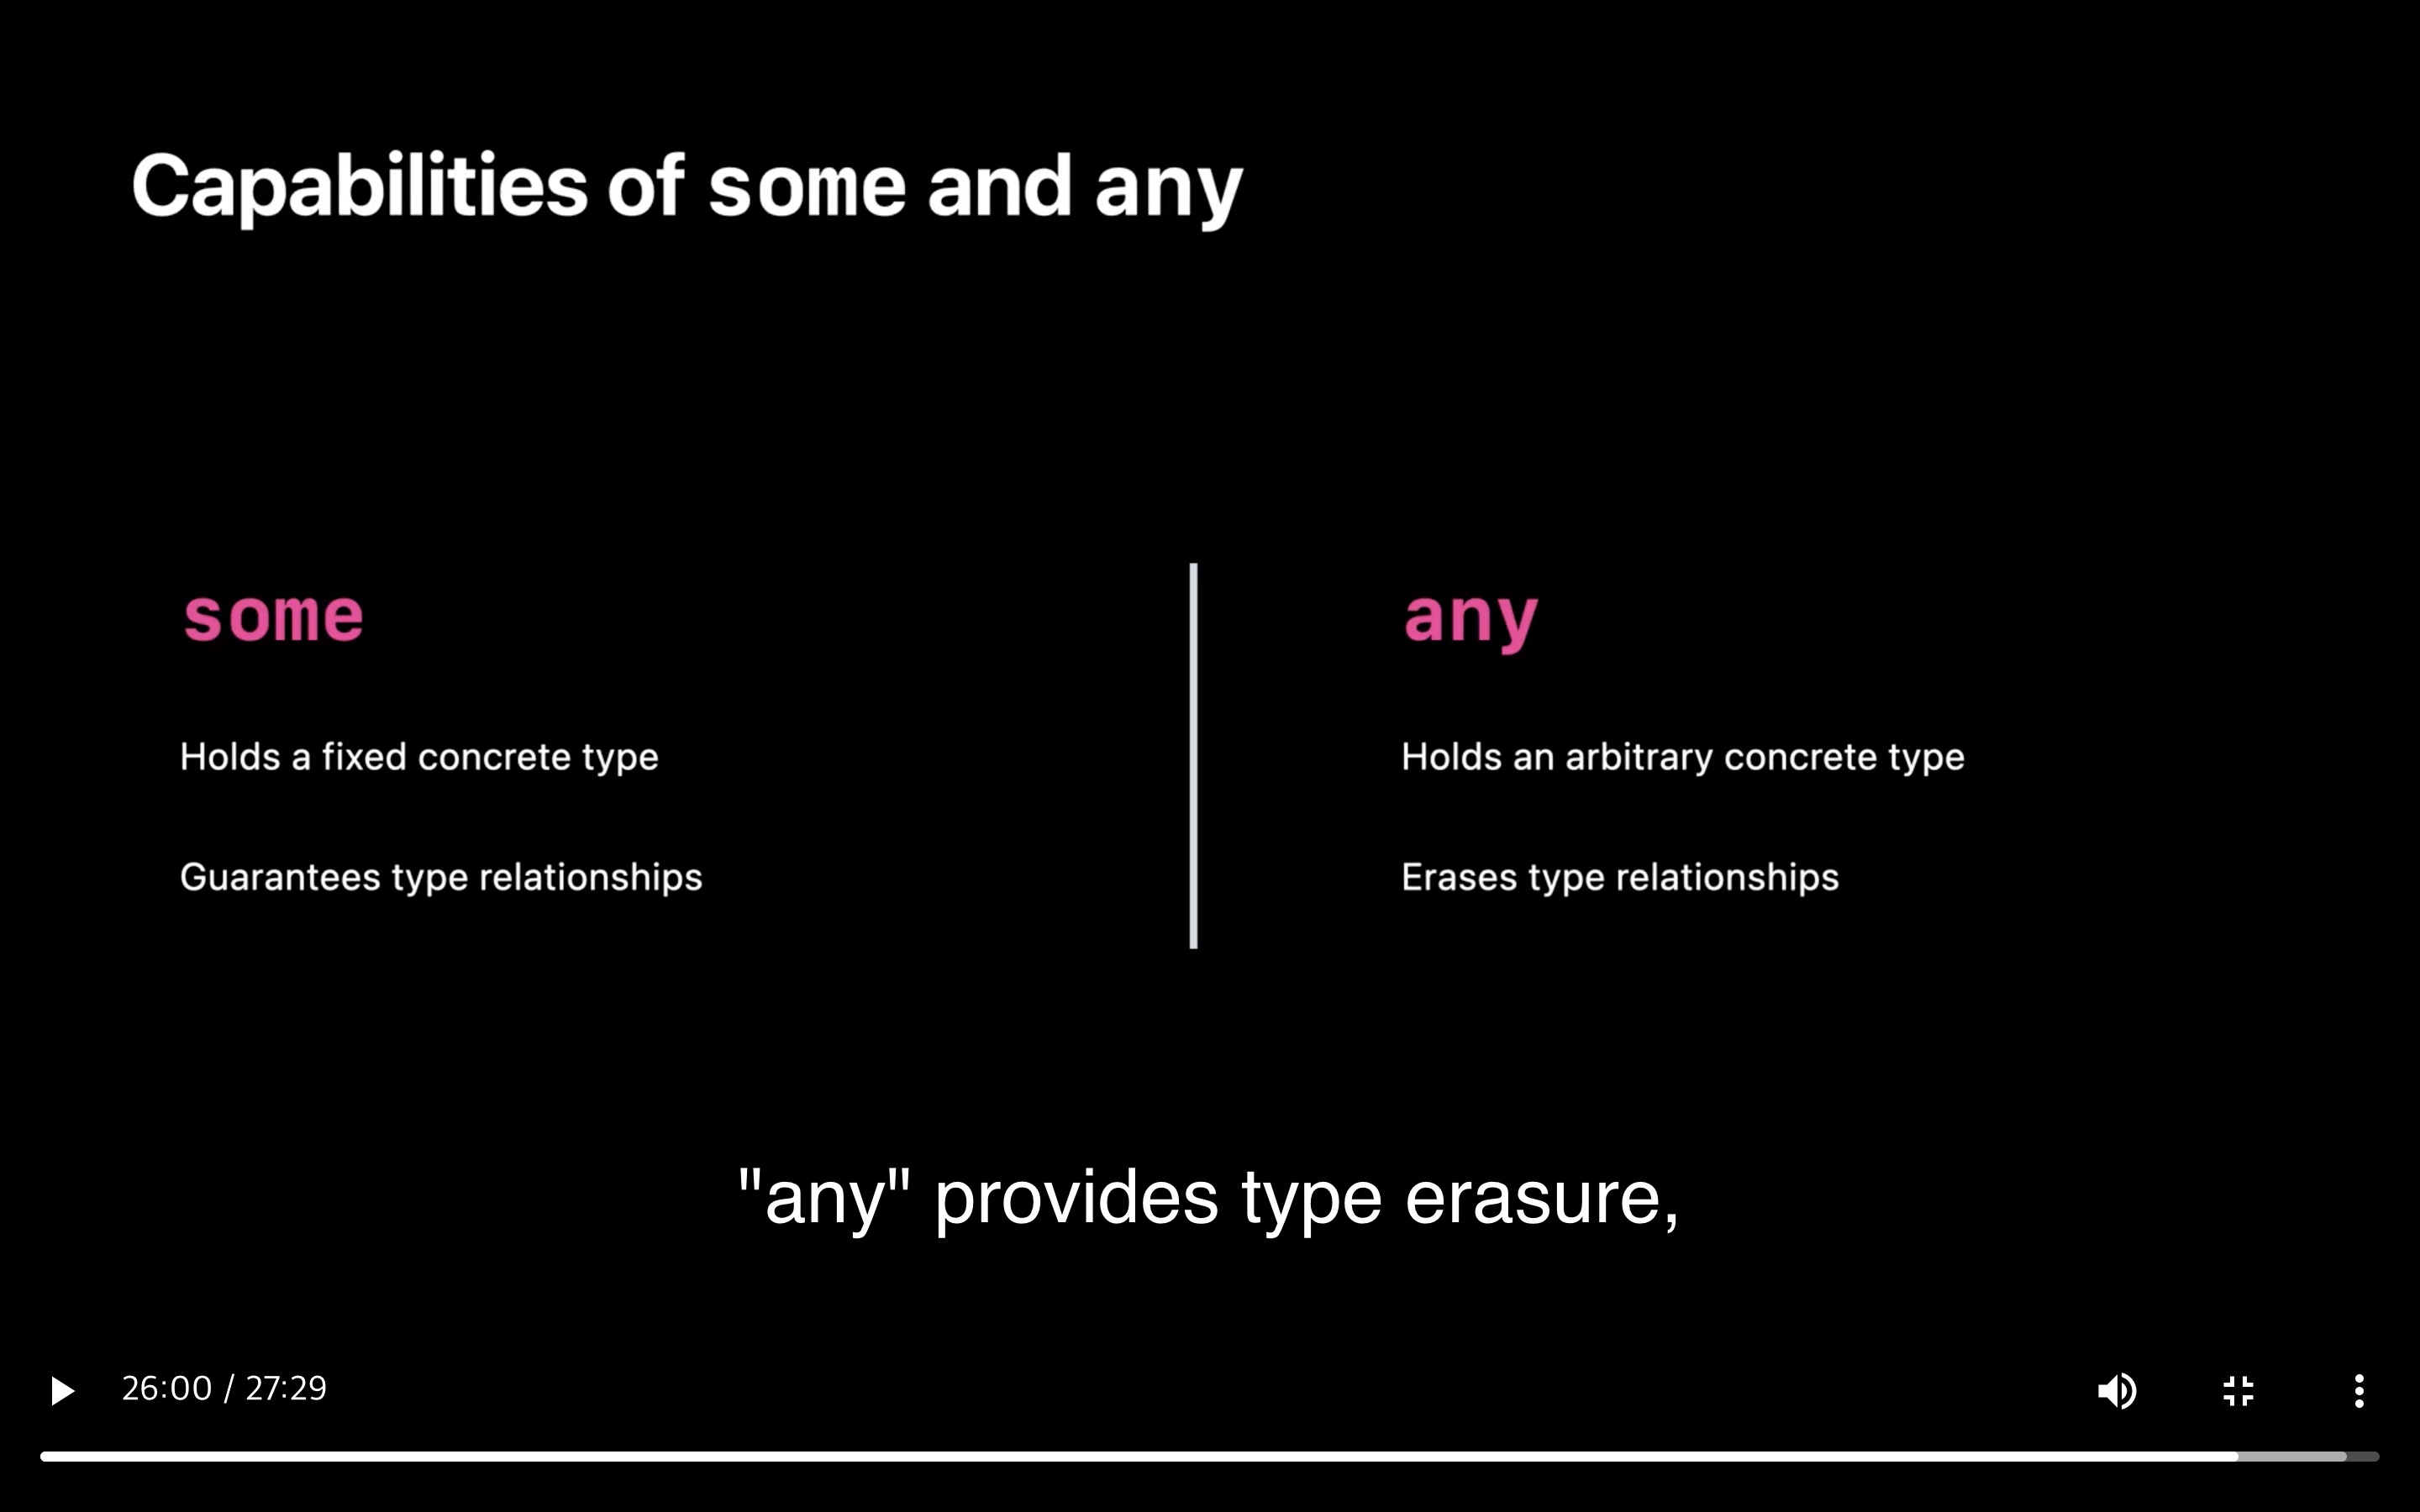 Capabilities of some and any
some
Holds a fixed concrete type
Guarantees type relationships
any
Holds an arbitrary concrete type
Erases type relationships
"any" provides type erasure,
26:00 / 27:29